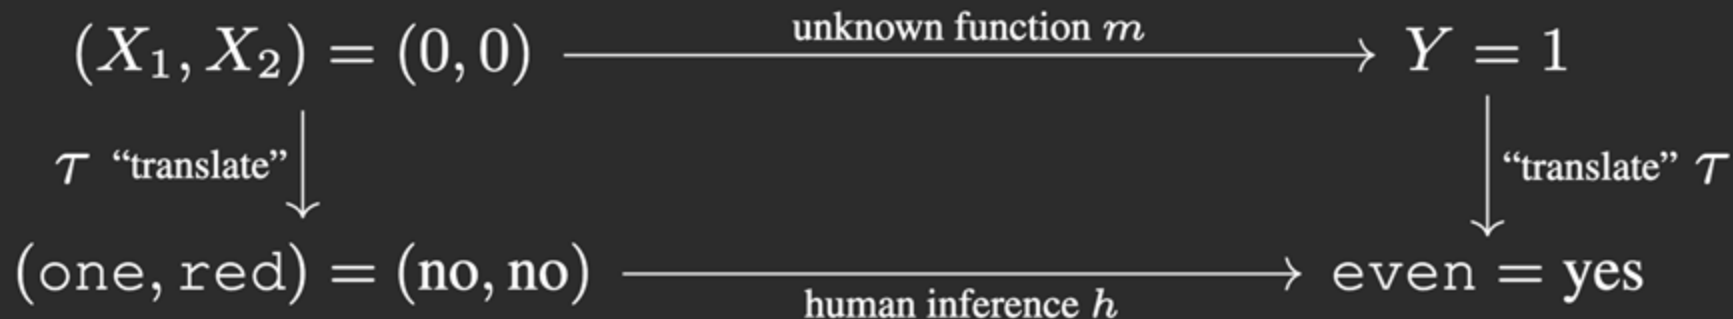 (X₁, X₂) = (0, 0) unknown function m Y = 1
τ “translate” “translate” τ
(one, red) = (no, no) human inference h even = yes